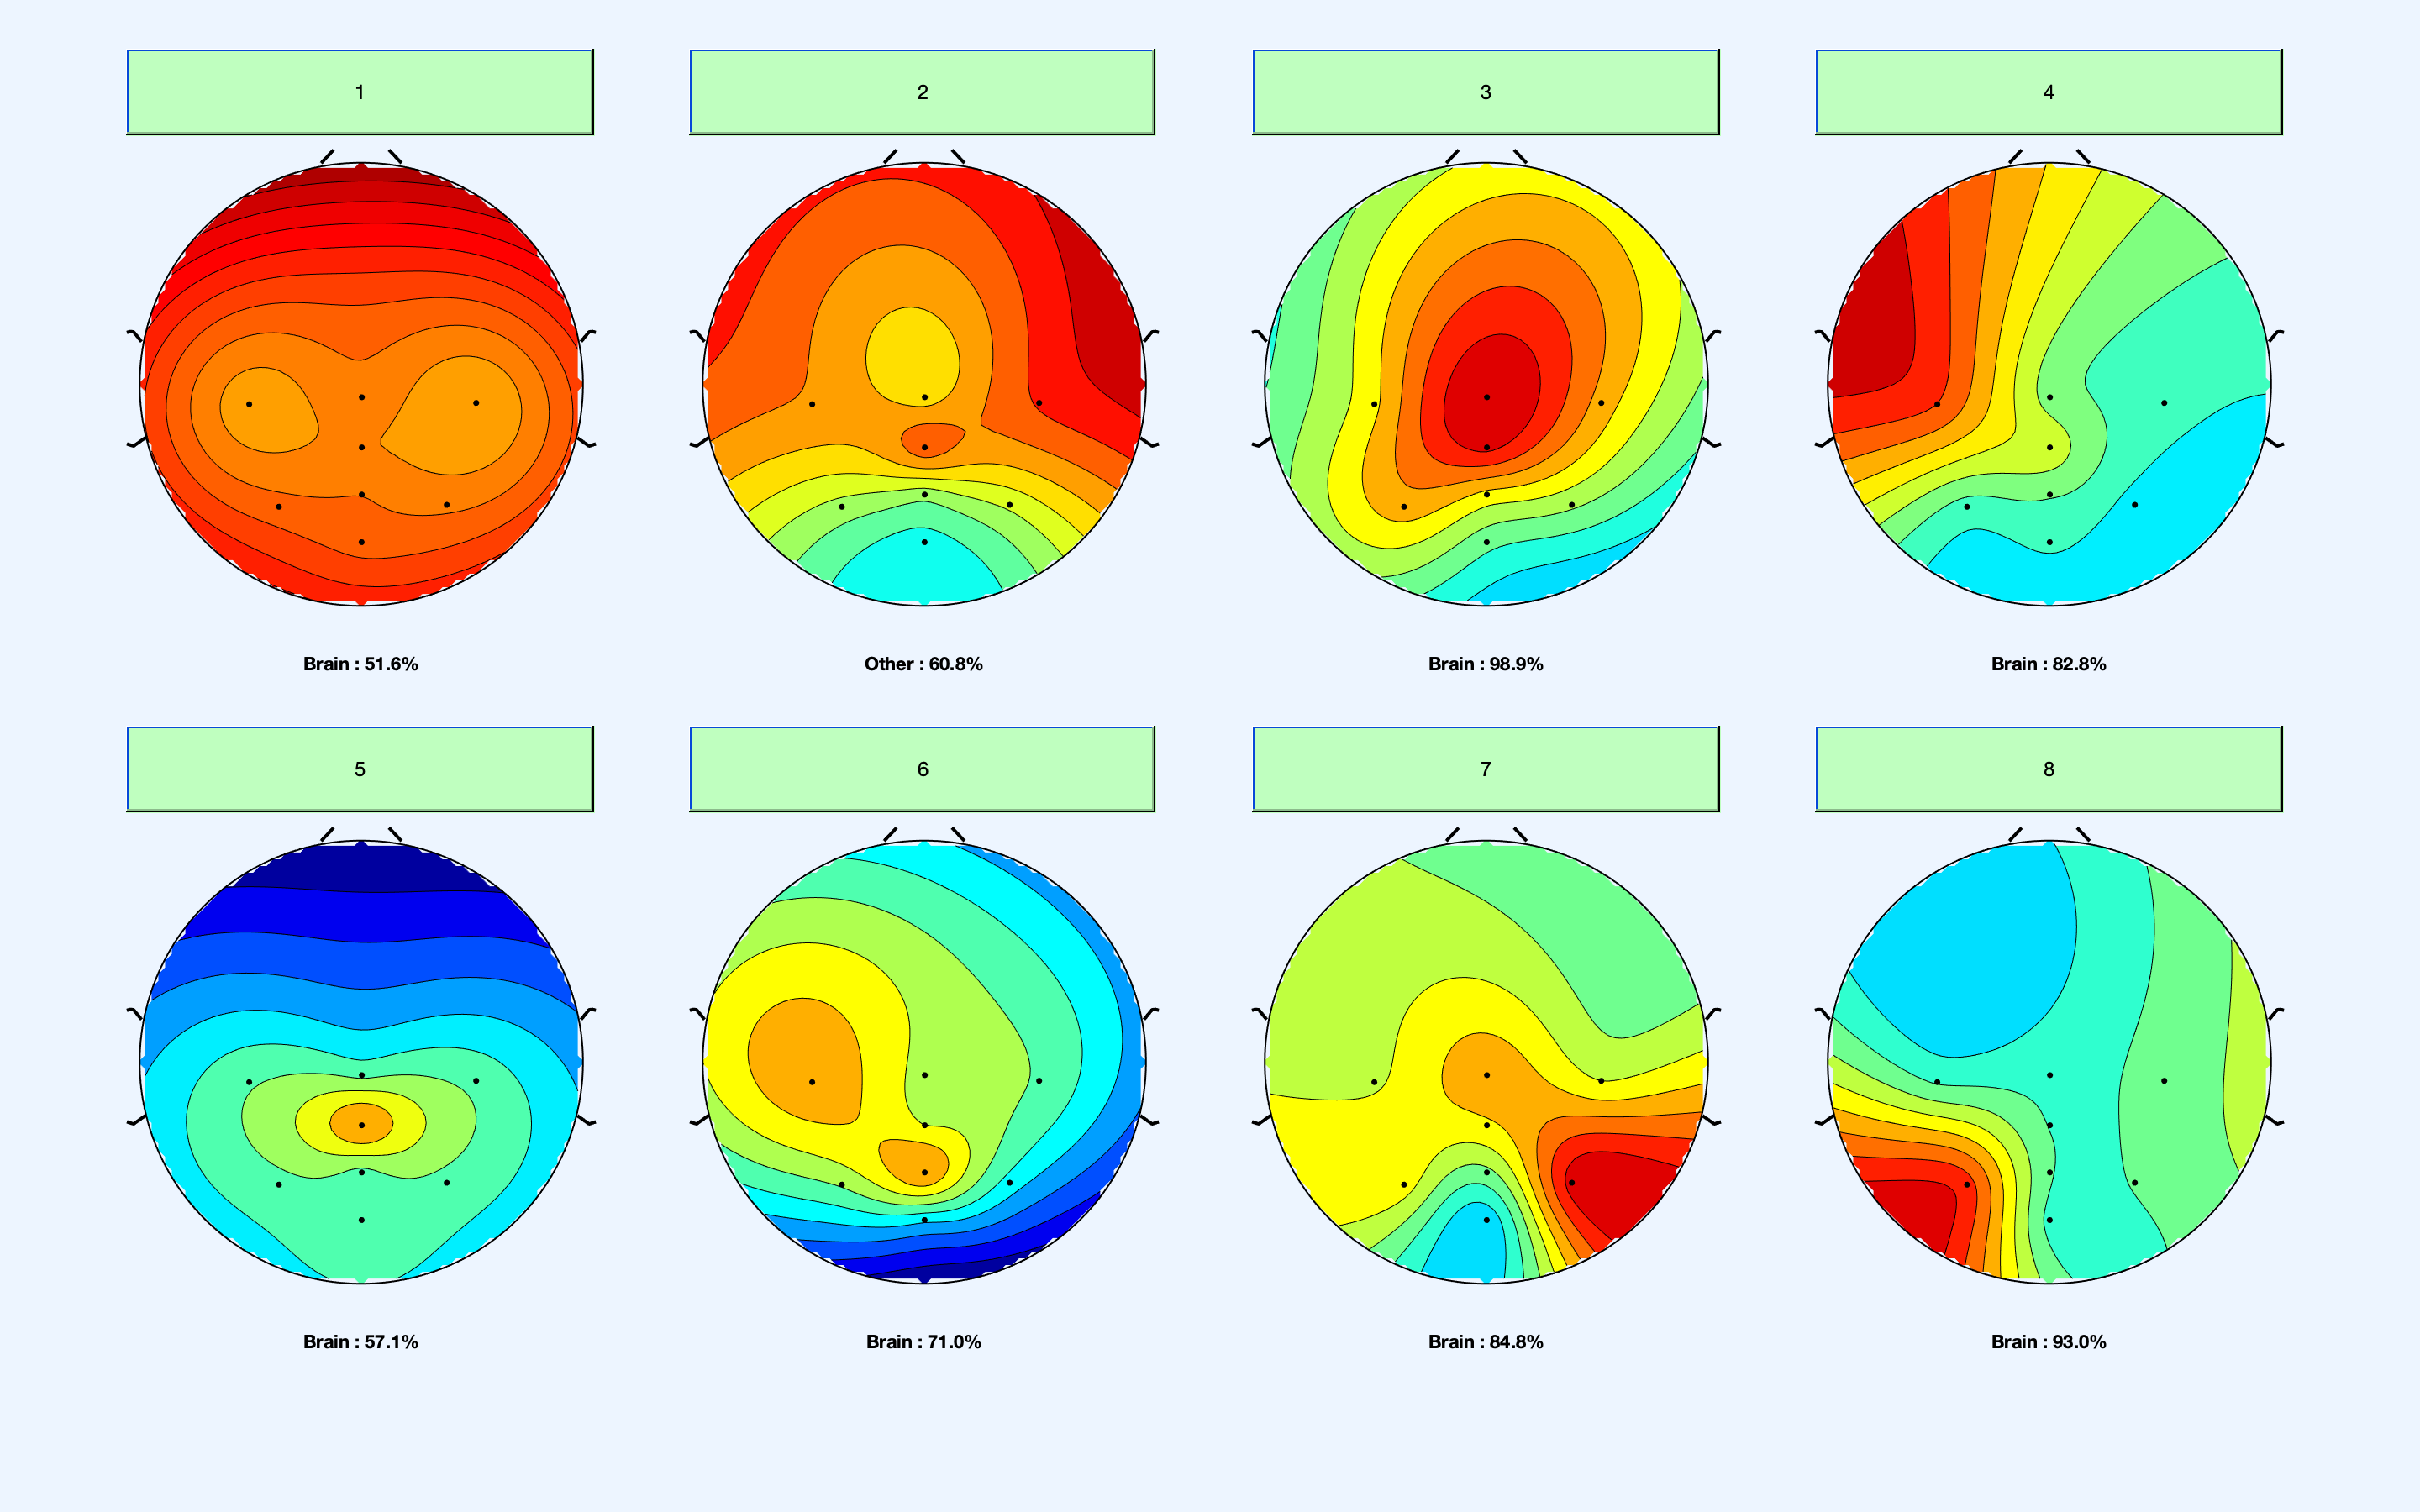 1
2
3
4
Brain : 51.6%
Other : 60.8%
Brain : 98.9%
Brain : 82.8%
5
6
7
8
Brain : 57.1%
Brain : 71.0%
Brain : 84.8%
Brain : 93.0%